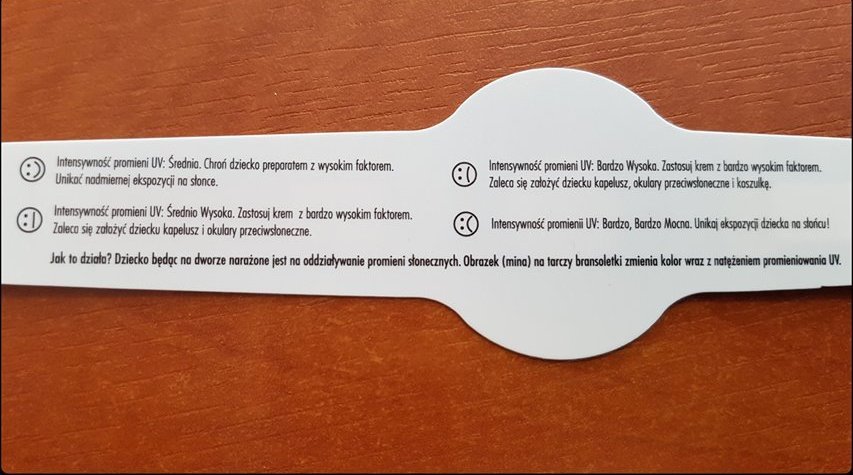 Intensywność promieni UV: Średnia. Chroń dziecko preparatem z wysokim faktorem.
Unikać nadmiernej ekspozycji na słonce.
Intensywność promieni UV: Średnio Wysoka. Zastosuj krem z bardzo wysokim faktorem.
Zaleca się założyć dziecku kapelusz i okulary przeciwsłoneczne.
Intensywność promieni UV: Bardzo Wysoka. Zastosuj krem z bardzo wysokim faktorem.
Zaleca się założyć dziecku kapelusz, okulary przeciwsłoneczne i koszulkę.
Intensywność promienii UV: Bardzo, Bardzo Mocna. Unikaj ekspozycji dziecka na słońcu!
Jak to działa? Dziecko będąc na dworze narażone jest na oddziaływanie promieni słonecznych. Obrazek (mina) na tarczy bransoletki zmienia kolor wraz z natężeniem promieniowania UV.